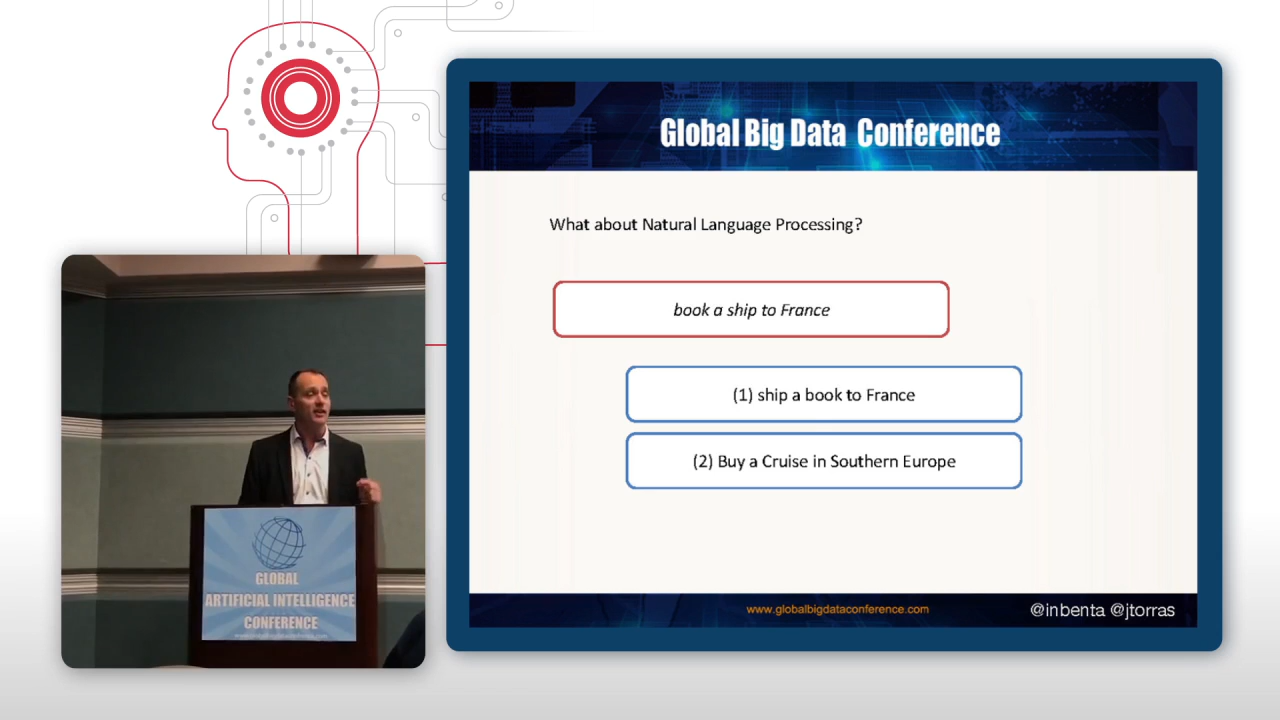 Global Big Data Conference
What about Natural Language Processing?
book a ship to France
(1) ship a book to France
(2) Buy a Cruise in Southern Europe
www.globalbigdataconference.com
@inbenta @jtorras
GLOBAL
ARTIFICIAL INTELLIGENCE
CONFERENCE